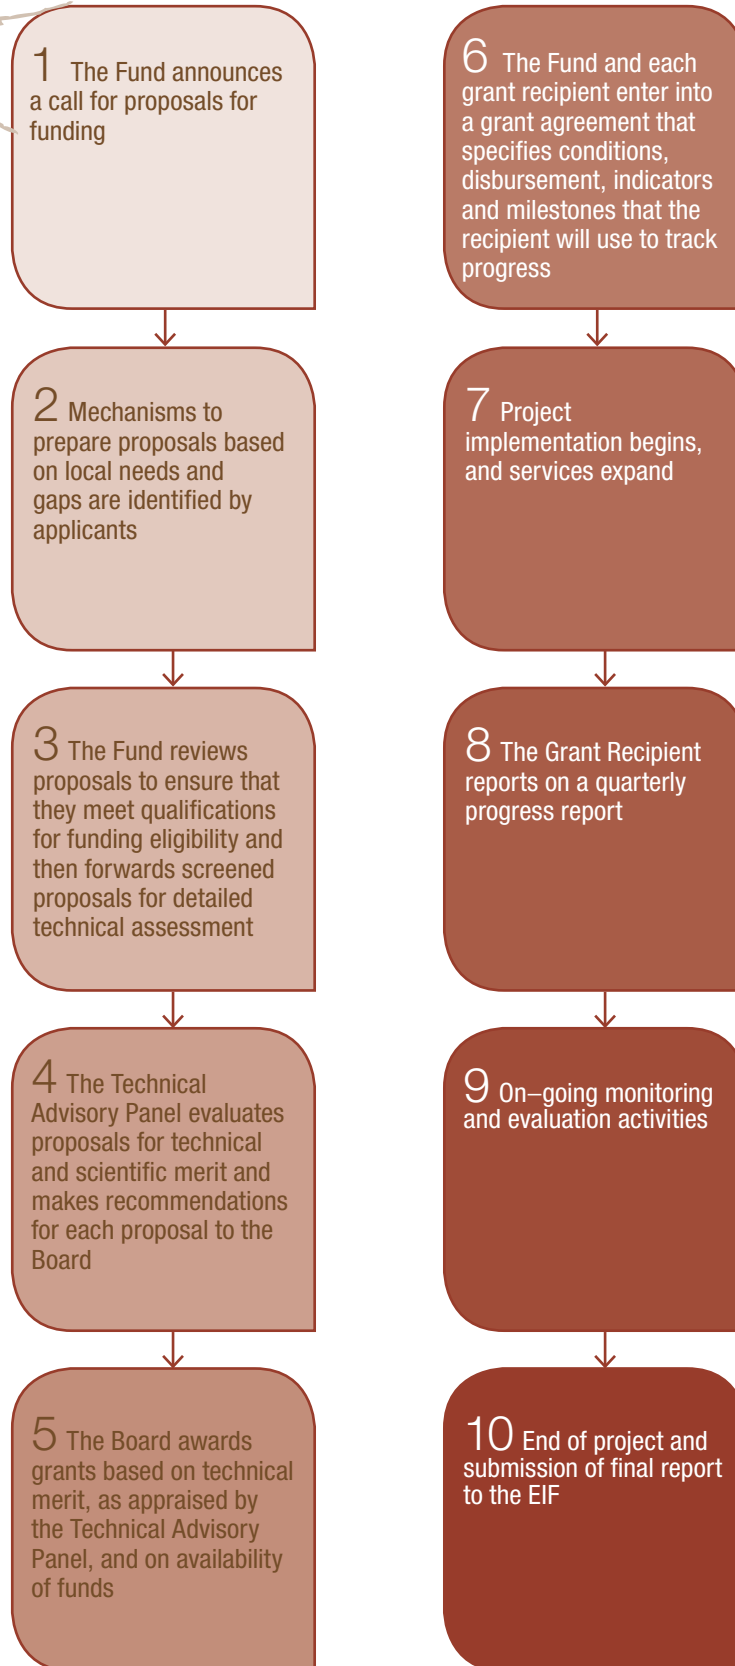 1 The Fund announces
a call for proposals for
funding
2 Mechanisms to
prepare proposals based
on local needs and
gaps are identified by
applicants
3 The Fund reviews
proposals to ensure that
they meet qualifications
for funding eligibility and
then forwards screened
proposals for detailed
technical assessment
4 The Technical
Advisory Panel evaluates
proposals for technical
and scientific merit and
makes recommendations
for each proposal to the
Board
5 The Board awards
grants based on technical
merit, as appraised by
the Technical Advisory
Panel, and on availability
of funds
6 The Fund and each
grant recipient enter into
a grant agreement that
specifies conditions,
disbursement, indicators
and milestones that the
recipient will use to track
progress
7 Project
implementation begins,
and services expand
8 The Grant Recipient
reports on a quarterly
progress report
9 On–going monitoring
and evaluation activities
10 End of project and
submission of final report
to the EIF